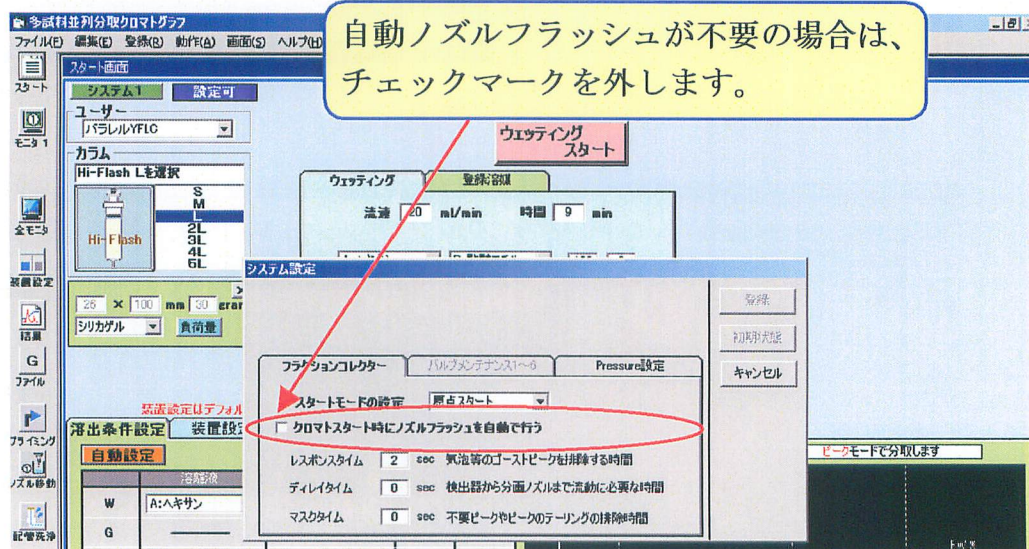 多試料並列分取クロマトグラフ
自動ノズルフラッシュが不要の場合は、
チェックマークを外します。
ファイル(F) 編集(E) 登録(R) 動作(A) 画面(S) ヘルプ(H)
スタート
スタート画面
システム1 設定可
ユーザー
パラレルYFLC
モニタ 1
カラム
Hi-Flash Lを選択
Hi-Flash
S
M
L
2L
3L
4L
5L
ウェッティング
スタート
ウェッティング 登録溶媒
流速 20 ml/min 時間 9 min
全モニタ
装置設定
× 100 mm 30 gram
シリカゲル 負荷量
結果
G
ファイル
システム設定
登録
初期状態
キャンセル
フラクションコレクター バルブメンテナンス1～6 Pressure設定
スタートモードの設定 原点スタート
クロマトスタート時にノズルフラッシュを自動で行う
レスポンスタイム 2 sec 気泡等のゴーストピークを排除する時間
ディレイタイム 0 sec 検出器から分画ノズルまで流動に必要な時間
マスクタイム 0 sec 不要ピークやピークのテーリングの排除時間
装置設定はデフォル
プライミング
溶出条件設定 装置設
自動設定
ピークモードで分取します
ノズル移動
W A:ヘキサン
G
配管洗浄